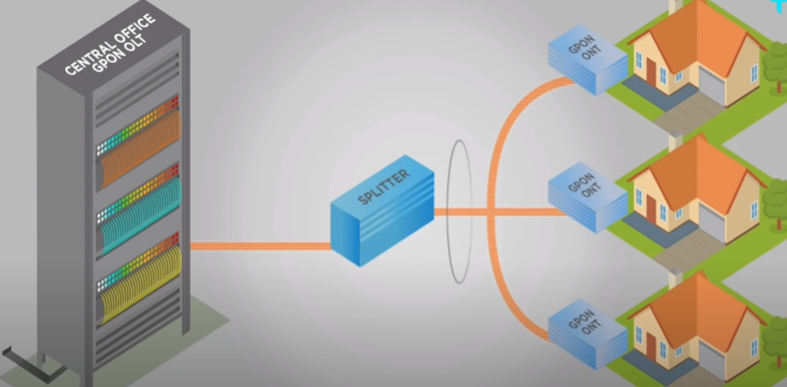 CENTRAL OFFICE
GPON OLT
SPLITTER
GPON
ONT
GPON
ONT
GPON
ONT